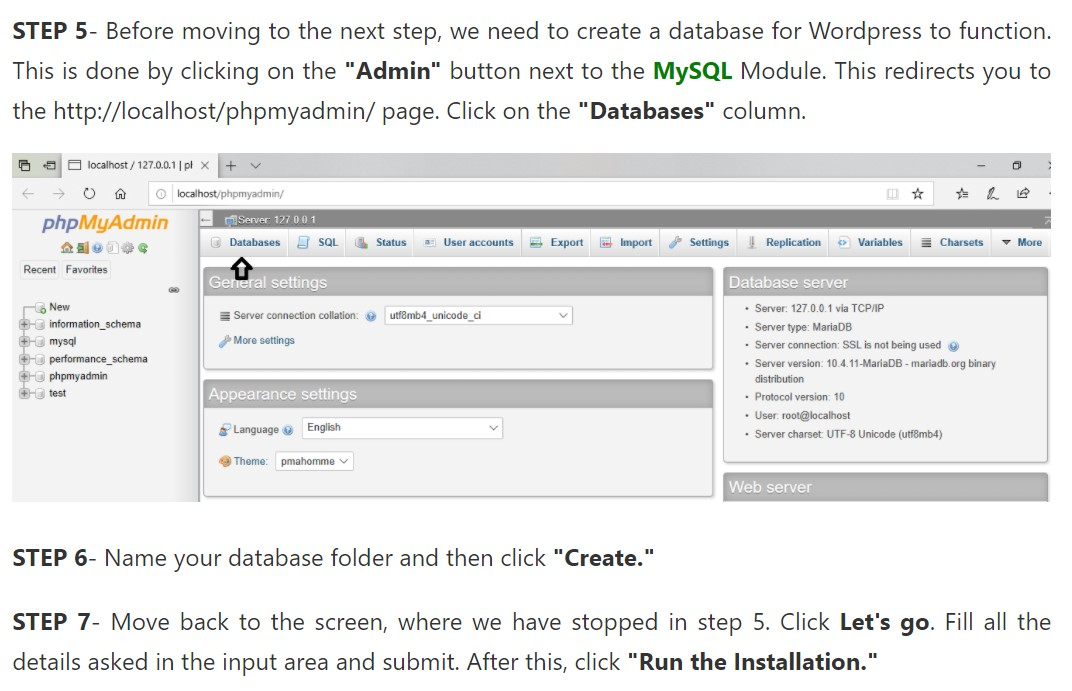 STEP 5- Before moving to the next step, we need to create a database for Wordpress to function.
This is done by clicking on the "Admin" button next to the MySQL Module. This redirects you to
the http://localhost/phpmyadmin/ page. Click on the "Databases" column.
localhost / 127.0.0.1 | pl
localhost/phpmyadmin/
phpMyAdmin
Server: 127.0.0.1
Databases SQL Status User accounts Export Import Settings Replication Variables Charsets More
Recent Favorites
New
information_schema
mysql
performance_schema
phpmyadmin
test
General settings
Server connection collation: utf8mb4_unicode_ci
More settings
Appearance settings
Language English
Theme: pmahomme
Database server
• Server: 127.0.0.1 via TCP/IP
• Server type: MariaDB
• Server connection: SSL is not being used
• Server version: 10.4.11-MariaDB - mariadb.org binary
distribution
• Protocol version: 10
• User: root@localhost
• Server charset: UTF-8 Unicode (utf8mb4)
Web server
STEP 6- Name your database folder and then click "Create."
STEP 7- Move back to the screen, where we have stopped in step 5. Click Let's go. Fill all the
details asked in the input area and submit. After this, click "Run the Installation."